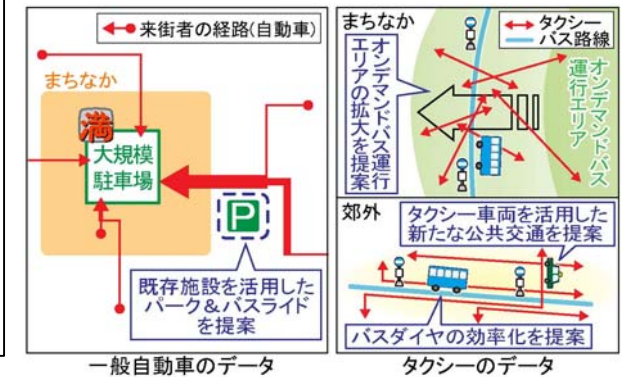 来街者の経路(自動車)
まちなか
満
大規模
駐車場
P
既存施設を活用した
パーク&バスライド
を提案
一般自動車のデータ
まちなか
タクシー
バス路線
オンデマンドバス運行
エリアの拡大を提案
オンデマンドバス
運行エリア
郊外
タクシー車両を活用した
新たな公共交通を提案
バスダイヤの効率化を提案
タクシーのデータ